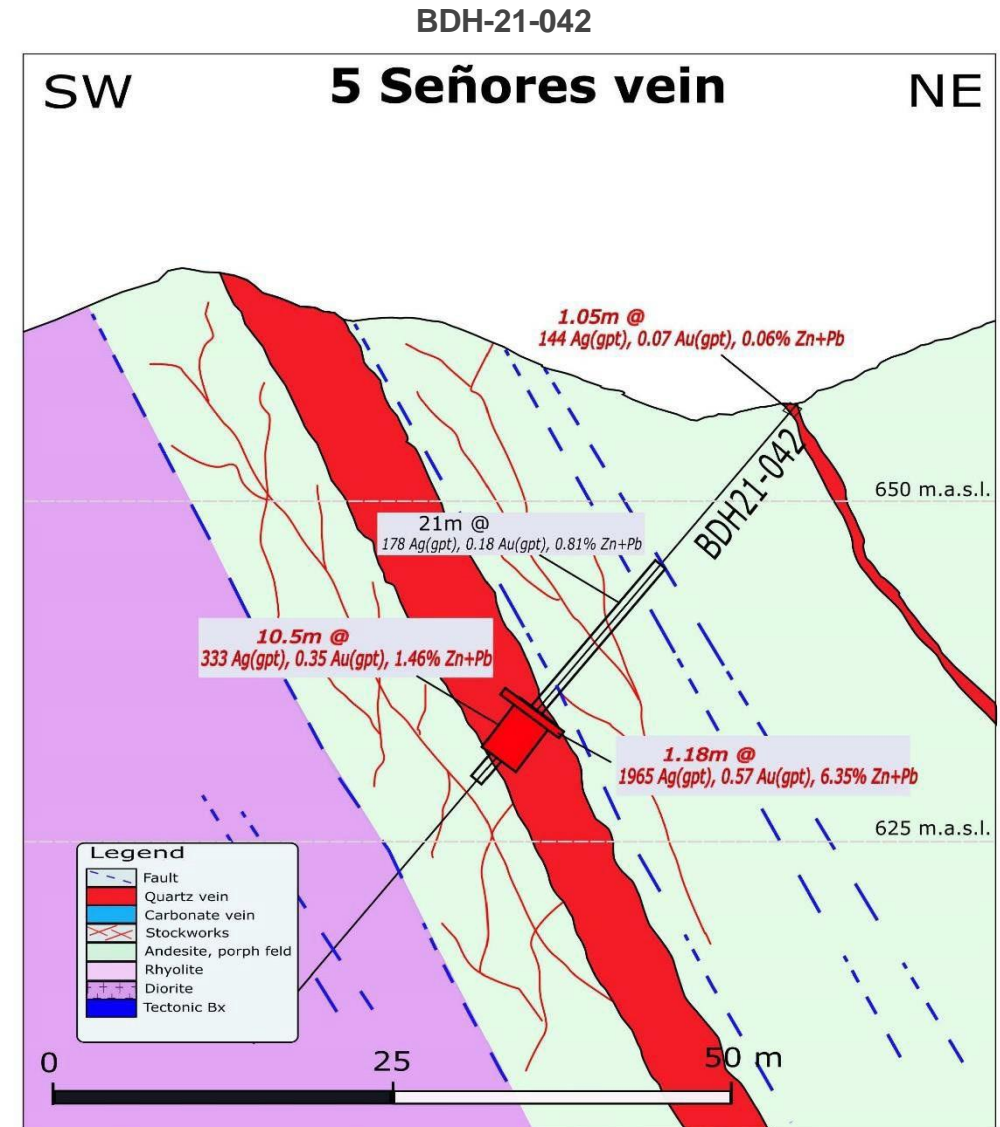 BDH-21-042
SW
5 Señores vein
NE
1.05m @
144 Ag(gpt), 0.07 Au(gpt), 0.06% Zn+Pb
BDH21-042
650 m.a.s.l.
21m @
178 Ag(gpt), 0.18 Au(gpt), 0.81% Zn+Pb
10.5m @
333 Ag(gpt), 0.35 Au(gpt), 1.46% Zn+Pb
1.18m @
1965 Ag(gpt), 0.57 Au(gpt), 6.35% Zn+Pb
625 m.a.s.l.
Legend
Fault
Quartz vein
Carbonate vein
Stockworks
Andesite, porph feld
Rhyolite
Diorite
Tectonic Bx
0
25
50 m